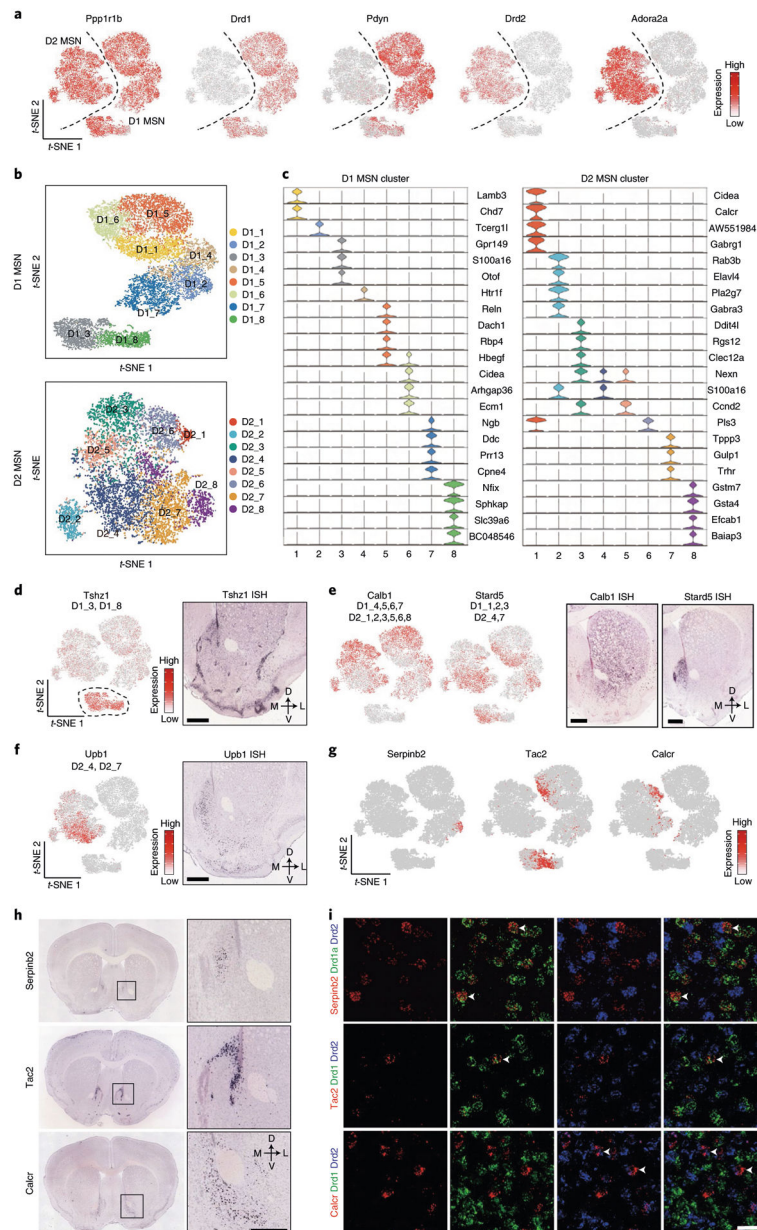 a
Ppp1r1b Drd1 Pdyn Drd2 Adora2a
D2 MSN
D1 MSN
t-SNE 2
t-SNE 1
High
Expression
Low
b
D1 MSN
t-SNE 2
D1_6
D1_5
D1_1
D1_4
D1_2
D1_7
D1_3
D1_8
t-SNE 1
D1_1
D1_2
D1_3
D1_4
D1_5
D1_6
D1_7
D1_8
D2 MSN
t-SNE
D2_3
D2_6
D2_1
D2_5
D2_8
D2_2
D2_7
D2_4
t-SNE 1
D2_1
D2_2
D2_3
D2_4
D2_5
D2_6
D2_7
D2_8
c
D1 MSN cluster
Lamb3
Chd7
Tcerg1l
Gpr149
S100a16
Otof
Htr1f
Reln
Dach1
Rbp4
Hbegf
Cidea
Arhgap36
Ecm1
Ngb
Ddc
Prr13
Cpne4
Nfix
Sphkap
Slc39a6
BC048546
1 2 3 4 5 6 7 8
D2 MSN cluster
Cidea
Calcr
AW551984
Gabrg1
Rab3b
Elavl4
Pla2g7
Gabra3
Ddit4l
Rgs12
Clec12a
Nexn
S100a16
Ccnd2
Pls3
Tppp3
Gulp1
Trhr
Gstm7
Gsta4
Efcab1
Baiap3
1 2 3 4 5 6 7 8
d
Tshz1
D1_3, D1_8
t-SNE 2
t-SNE 1
High
Expression
Low
Tshz1 ISH
D
M L
V
e
Calb1
D1_4,5,6,7
D2_1,2,3,5,6,8
Stard5
D1_1,2,3
D2_4,7
t-SNE 2
t-SNE 1
High
Expression
Low
Calb1 ISH
Stard5 ISH
D
M L
V
f
Upb1
D2_4, D2_7
t-SNE 2
t-SNE 1
High
Expression
Low
Upb1 ISH
D
M L
V
g
Serpinb2 Tac2 Calcr
t-SNE 2
t-SNE 1
High
Expression
Low
h
Serpinb2
Tac2
Calcr
D
M L
V
i
Serpinb2 Drd1a Drd2
Tac2 Drd1 Drd2
Calcr Drd1 Drd2